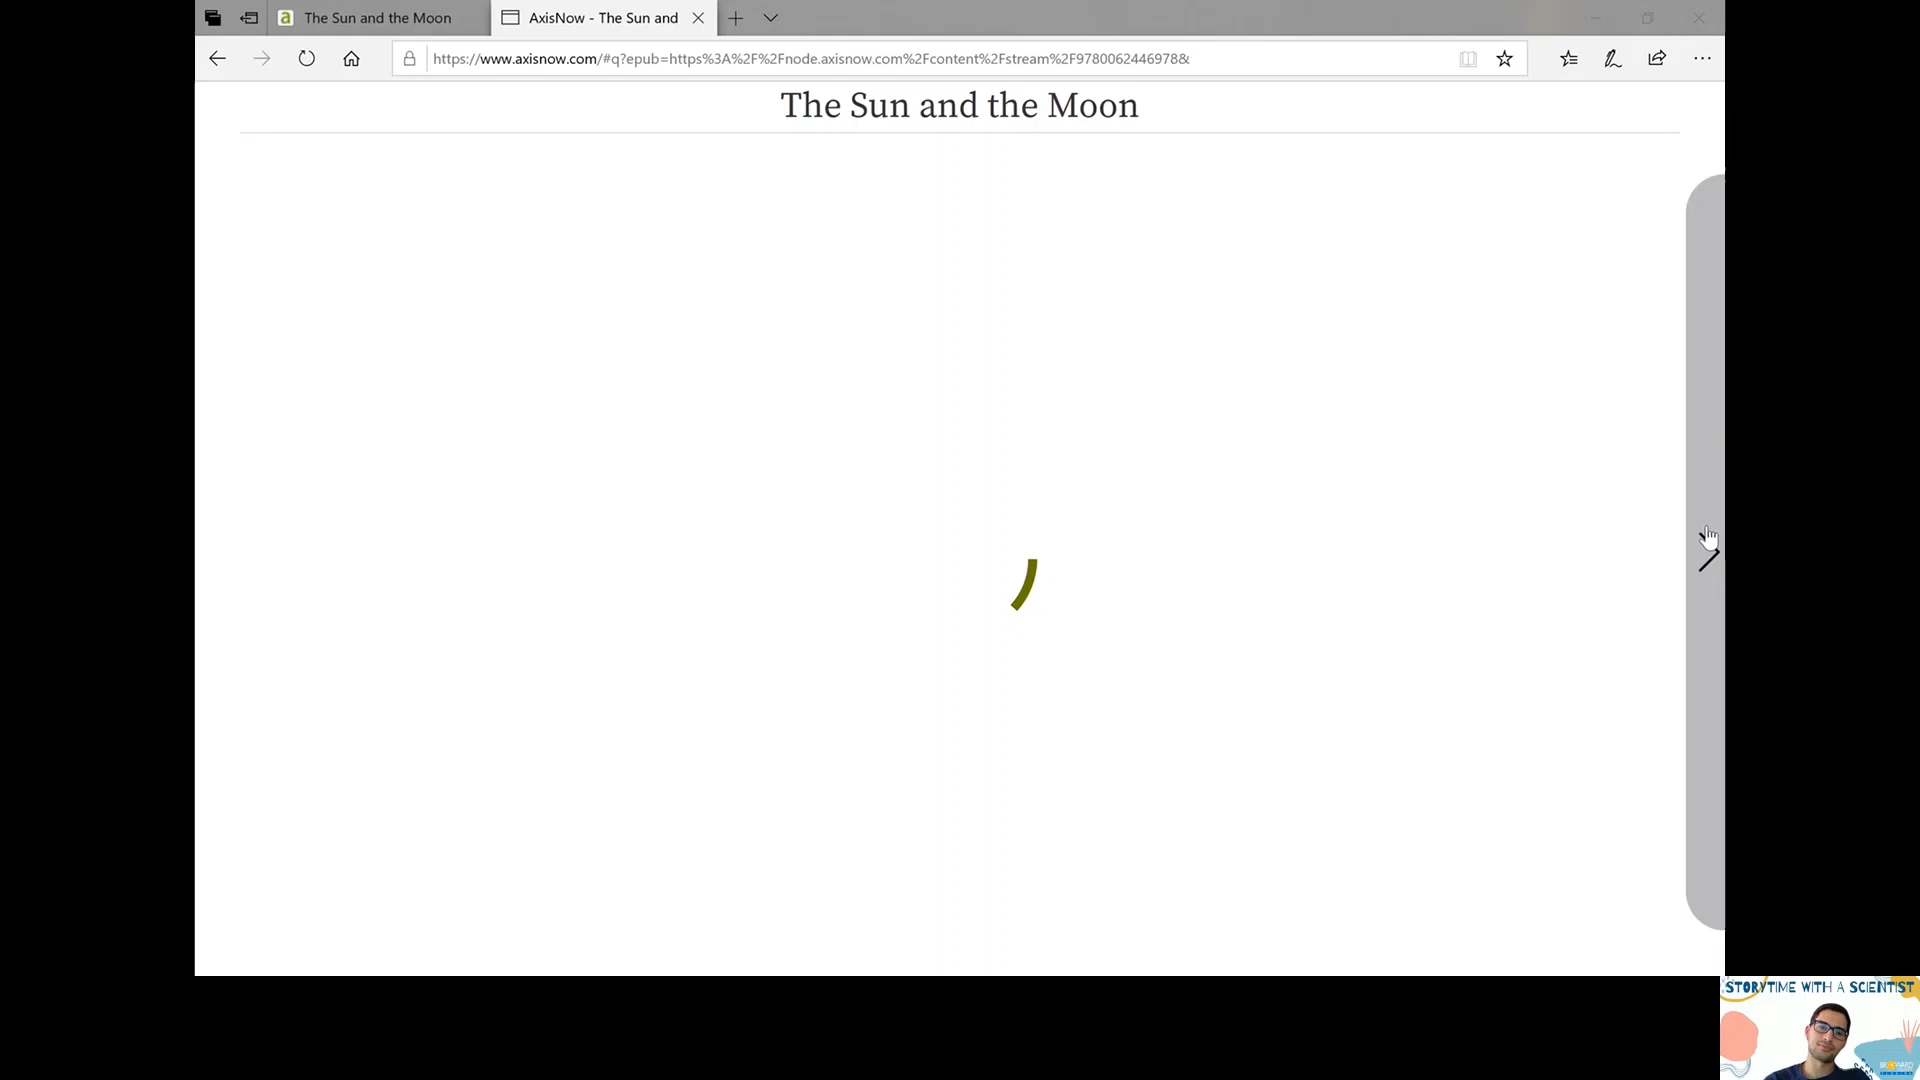 The Sun and the Moon
AxisNow - The Sun and
https://www.axisnow.com/#q?epub=https%3A%2F%2Fnode.axisnow.com%2Fcontent%2Fstream%2F9780062446978&
The Sun and the Moon
STORYTIME WITH A SCIENTIST